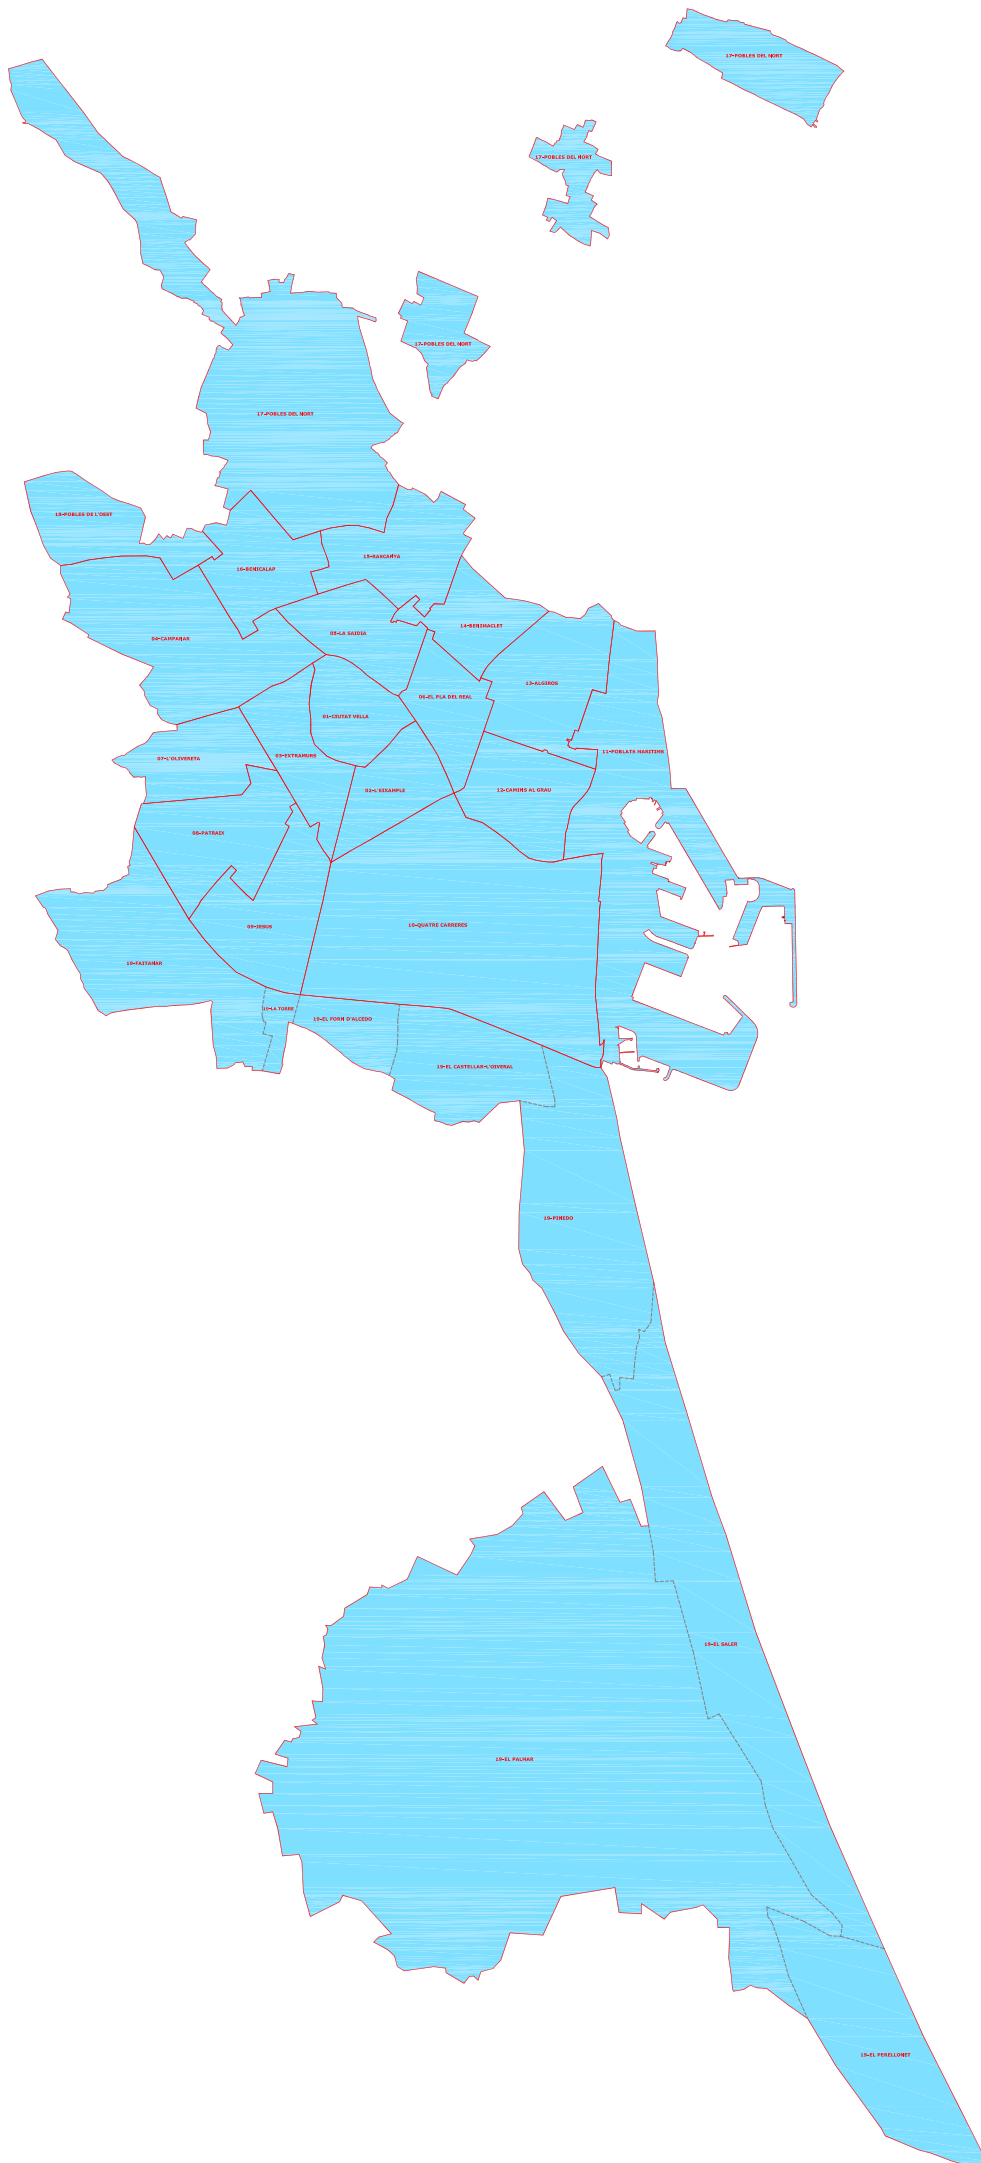 17-POBLES DEL NORT
17-POBLES DEL NORT
17-POBLES DEL NORT
17-POBLES DEL NORT
18-POBLES DE L'OEST
15-RASCANYA
16-BENICALAP
14-BENIMACLET
05-LA SAIDIA
04-CAMPANAR
13-ALGIROS
06-EL PLA DEL REAL
01-CIUTAT VELLA
11-POBLATS MARITIMS
03-EXTRAMURS
07-L'OLIVERETA
02-L'EIXAMPLE
12-CAMINS AL GRAU
08-PATRAIX
10-QUATRE CARRERES
09-JESUS
19-FAITANAR
19-LA TORRE
19-EL FORN D'ALCEDO
19-EL CASTELLAR-L'OIVERAL
19-PINEDO
19-EL SALER
19-EL PALMAR
19-EL PERELLONET